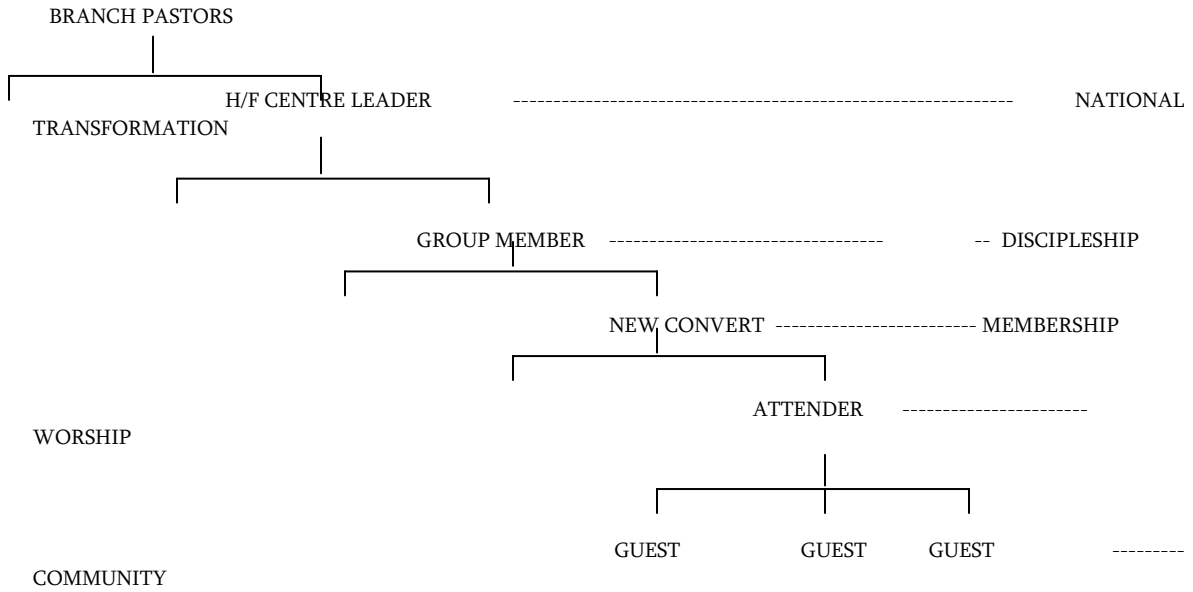 BRANCH PASTORS
H/F CENTRE LEADER ------------------------------------------------------------- NATIONAL
TRANSFORMATION
GROUP MEMBER ---------------------------------- -- DISCIPLESHIP
NEW CONVERT ------------------------- MEMBERSHIP
ATTENDER -----------------------
WORSHIP
GUEST GUEST GUEST ---------
COMMUNITY